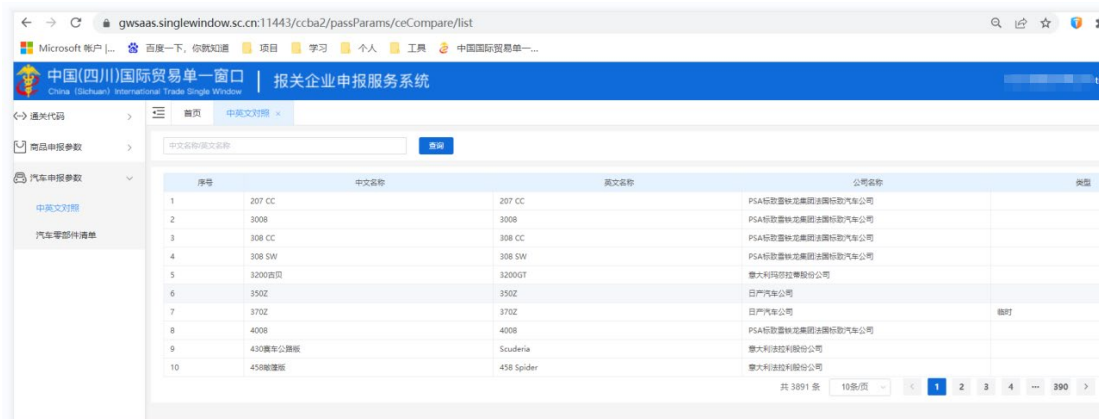 gwsaas.singlewindow.sc.cn:11443/ccba2/passParams/ceCompare/list
Microsoft 帐户 |... 百度一下，你就知道 项目 学习 个人 工具 中国国际贸易单一...
中国(四川)国际贸易单一窗口 | 报关企业申报服务系统
China (Sichuan) International Trade Single Window
通关代码
商品申报参数
汽车申报参数
中英文对照
汽车零部件清单
首页 中英文对照 ×
中文名称/英文名称 查询
序号 中文名称 英文名称 公司名称 类型
1 207 CC 207 CC PSA标致雪铁龙集团法国标致汽车公司
2 3008 3008 PSA标致雪铁龙集团法国标致汽车公司
3 308 CC 308 CC PSA标致雪铁龙集团法国标致汽车公司
4 308 SW 308 SW PSA标致雪铁龙集团法国标致汽车公司
5 3200吉贝 3200GT 意大利玛莎拉蒂股份公司
6 350Z 350Z 日产汽车公司
7 370Z 370Z 日产汽车公司 临时
8 4008 4008 PSA标致雪铁龙集团法国标致汽车公司
9 430赛车公路版 Scuderia 意大利法拉利股份公司
10 458敞篷版 458 Spider 意大利法拉利股份公司
共 3891 条 10条/页 < 1 2 3 4 ... 390 >